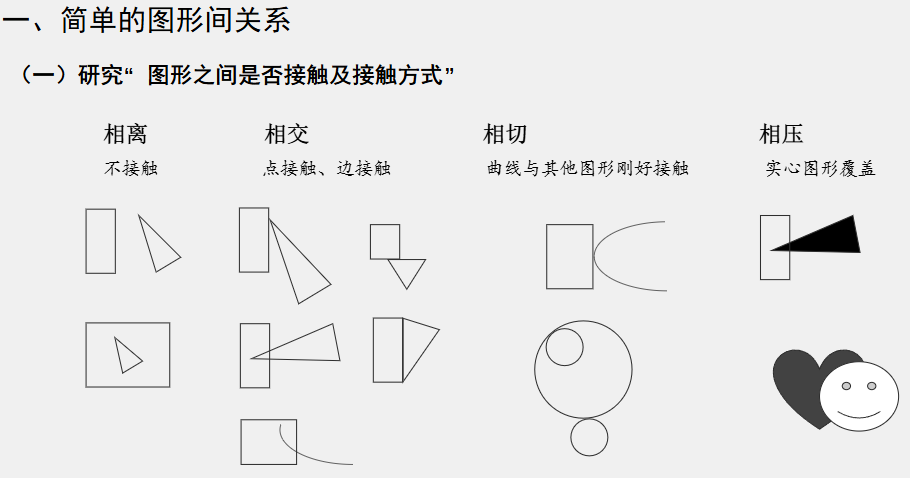 一、简单的图形间关系
（一）研究“ 图形之间是否接触及接触方式”
相离 相交 相切 相压
不接触 点接触、边接触 曲线与其他图形刚好接触 实心图形覆盖